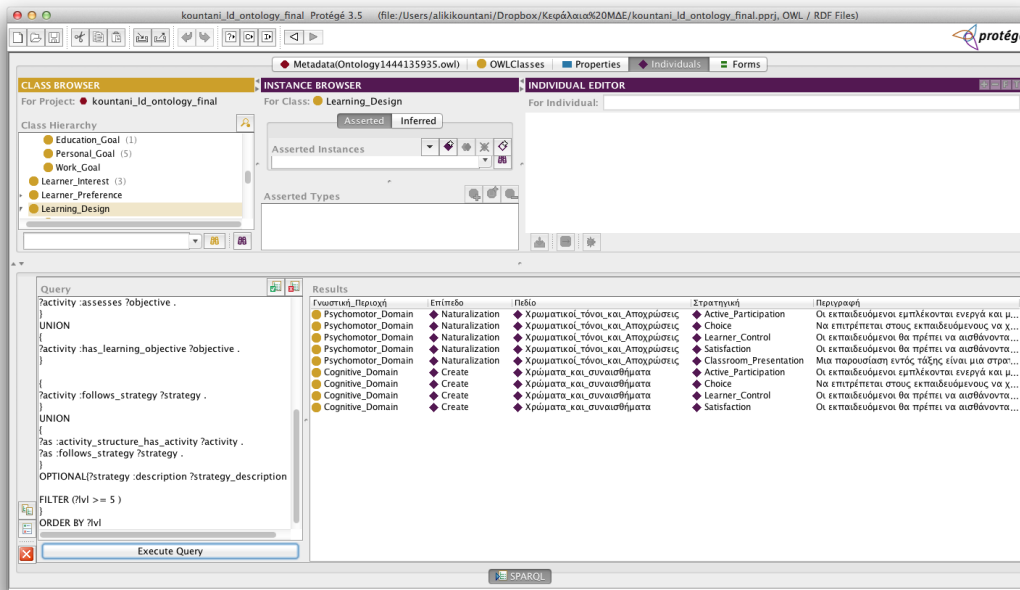 kountani_ld_ontology_final Protégé 3.5 (file:/Users/alikikountani/Dropbox/Κεφάλαια%20ΜΔΕ/kountani_ld_ontology_final.pprj, OWL / RDF Files)
protégé
Metadata(Ontology1444135935.owl) OWLClasses Properties Individuals Forms
CLASS BROWSER
For Project: kountani_ld_ontology_final
Class Hierarchy
Education_Goal (1)
Personal_Goal (5)
Work_Goal
Learner_Interest (3)
Learner_Preference
Learning_Design
INSTANCE BROWSER
For Class: Learning_Design
Asserted Inferred
Asserted Instances
Asserted Types
INDIVIDUAL EDITOR
For Individual:
Query
?activity :assesses ?objective .
}
UNION
{
?activity :has_learning_objective ?objective .
}
{
?activity :follows_strategy ?strategy .
}
UNION
{
?as :activity_structure_has_activity ?activity .
?as :follows_strategy ?strategy .
}
OPTIONAL{?strategy :description ?strategy_description
FILTER (?lvl >= 5 )
}
ORDER BY ?lvl
Execute Query
Results
Γνωστική_Περιοχή Επίπεδο Πεδίο Στρατηγική Περιγραφή
Psychomotor_Domain Naturalization Χρωματικοί_τόνοι_και_Αποχρώσεις Active_Participation Οι εκπαιδευόμενοι εμπλέκονται ενεργά και μ...
Psychomotor_Domain Naturalization Χρωματικοί_τόνοι_και_Αποχρώσεις Choice Να επιτρέπεται στους εκπαιδευόμενους να χ...
Psychomotor_Domain Naturalization Χρωματικοί_τόνοι_και_Αποχρώσεις Learner_Control Οι εκπαιδευόμενοι θα πρέπει να αισθάνοντα...
Psychomotor_Domain Naturalization Χρωματικοί_τόνοι_και_Αποχρώσεις Satisfaction Οι εκπαιδευόμενοι θα πρέπει να αισθάνοντα...
Psychomotor_Domain Naturalization Χρωματικοί_τόνοι_και_Αποχρώσεις Classroom_Presentation Μια παρουσίαση εντός τάξης είναι μια στρατ...
Cognitive_Domain Create Χρώματα_και_συναισθήματα Active_Participation Οι εκπαιδευόμενοι εμπλέκονται ενεργά και μ...
Cognitive_Domain Create Χρώματα_και_συναισθήματα Choice Να επιτρέπεται στους εκπαιδευόμενους να χ...
Cognitive_Domain Create Χρώματα_και_συναισθήματα Learner_Control Οι εκπαιδευόμενοι θα πρέπει να αισθάνοντα...
Cognitive_Domain Create Χρώματα_και_συναισθήματα Satisfaction Οι εκπαιδευόμενοι θα πρέπει να αισθάνοντα...
SPARQL